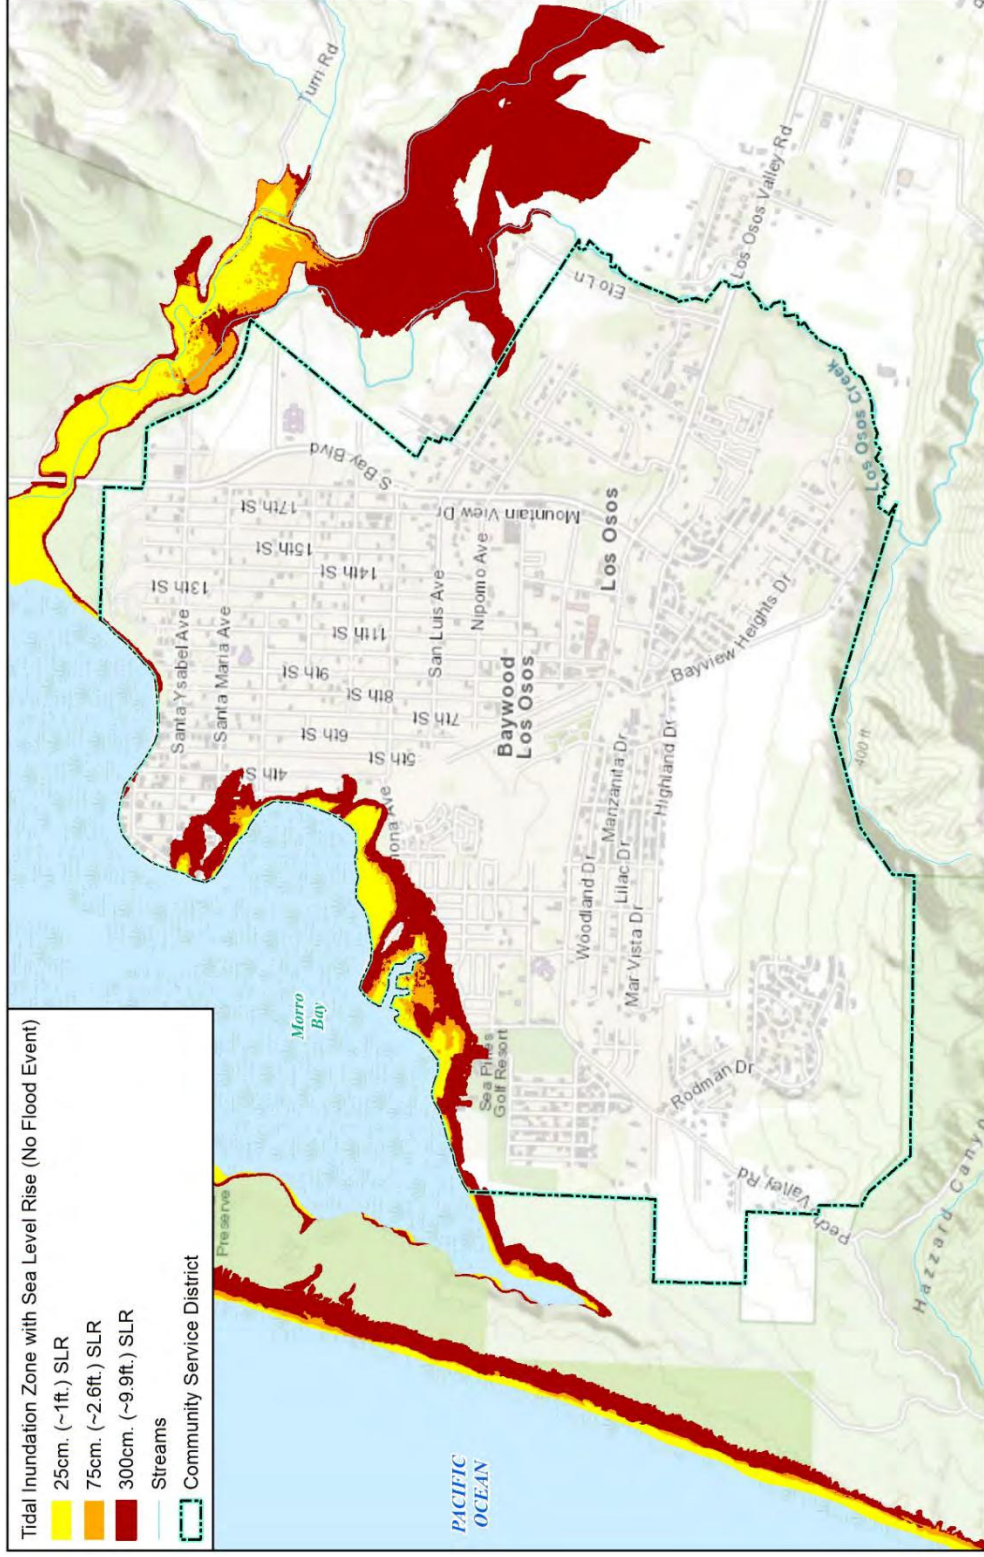 Tidal Inundation Zone with Sea Level Rise (No Flood Event)
25cm. (~1ft.) SLR
75cm. (~2.6ft.) SLR
300cm. (~9.9ft.) SLR
Streams
Community Service District
Turri Rd
Morro
Bay
Preserve
PACIFIC
OCEAN
Santa Ysabel Ave
Santa Maria Ave
13th St
17th St
15th St
14th St
11th St
9th St
8th St
7th St
6th St
5th St
4th St
S Bay Blvd
San Luis Ave
Nipomo Ave
Mountain View Dr
Baywood
Los Osos
Los Osos
Eto Ln
Los Osos Valley Rd
Los Osos Creek
Bayview Heights Dr
Highland Dr
Manzanita Dr
Lilac Dr
Mar Vista Dr
Woodland Dr
Sea Pines
Golf Resort
Rodman Dr
Valley Rd
400 ft
Hazzard Canyon